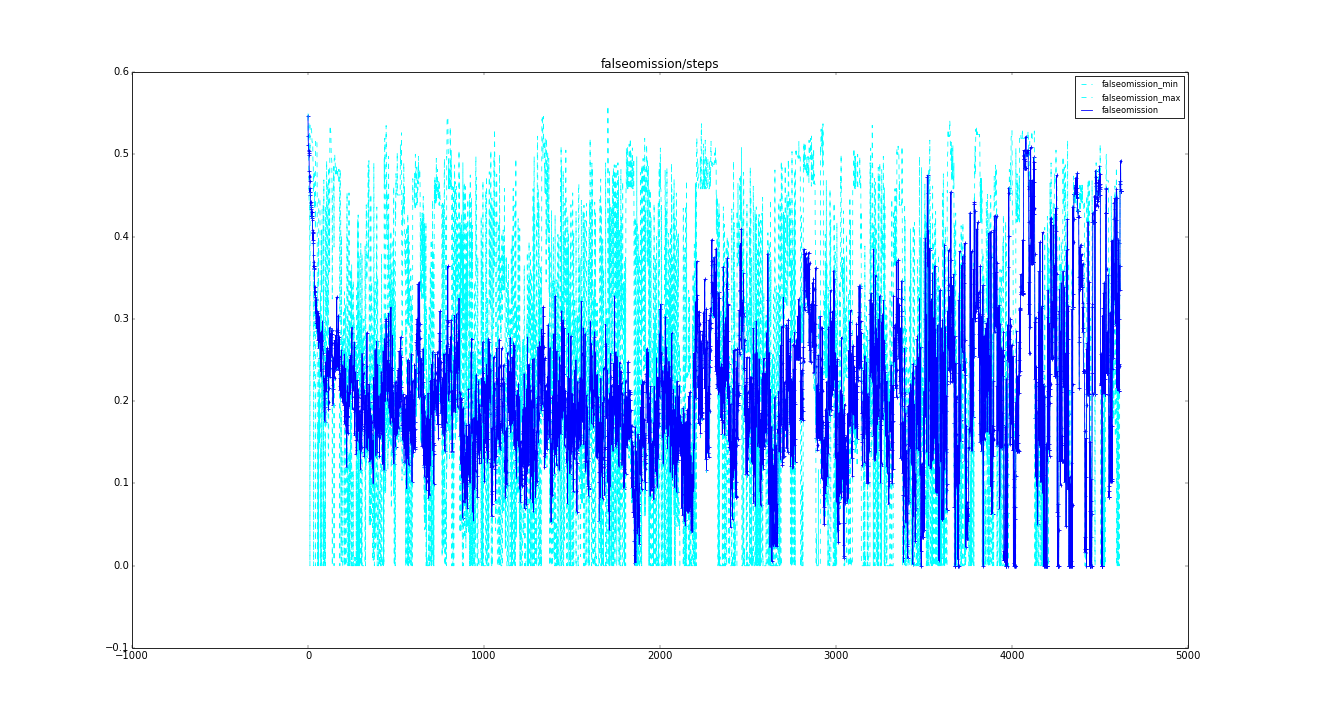 falseomission/steps
0.6
falseomission_min
falseomission_max
falseomission
0.5
0.4
0.3
0.2
0.1
0.0
−0.1
−1000 0 1000 2000 3000 4000 5000